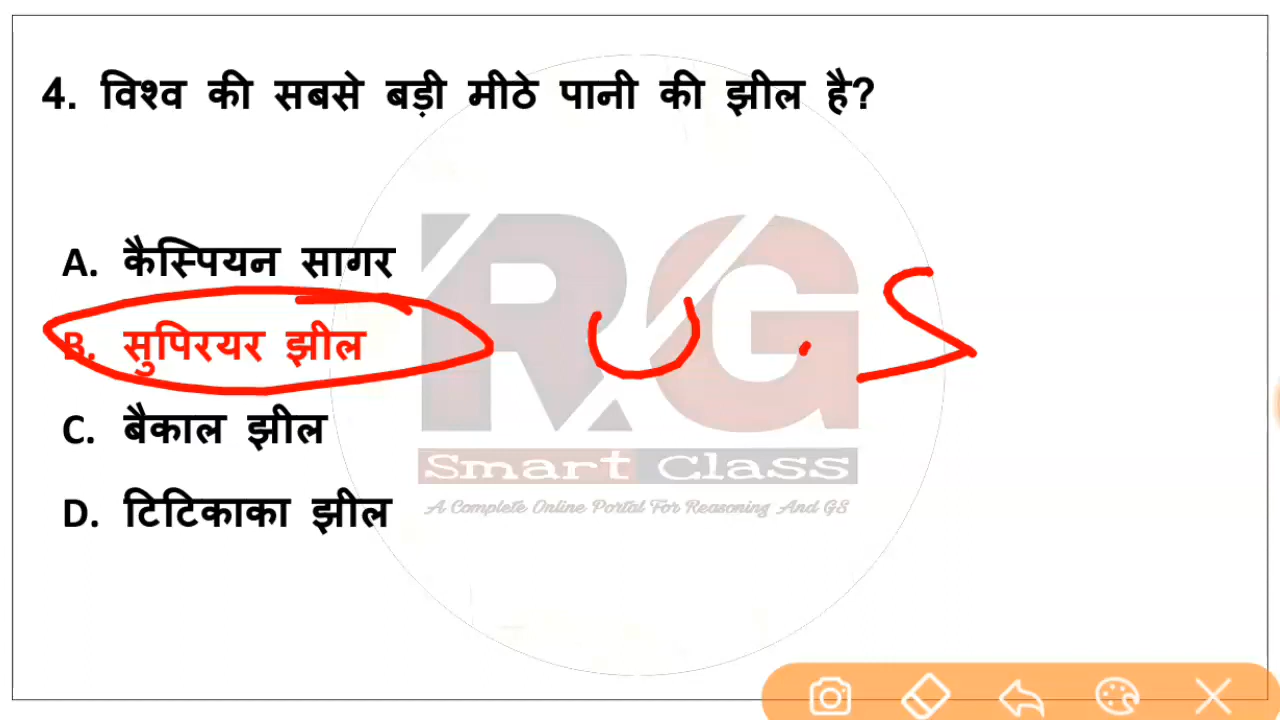 4. विश्व की सबसे बड़ी मीठे पानी की झील है?
A. कैस्पियन सागर
B. सुपिरयर झील
U.S
C. बैकाल झील
RG
Smart Class
D. टिटिकाका झील
A Complete Online Portal For Reasoning And GS